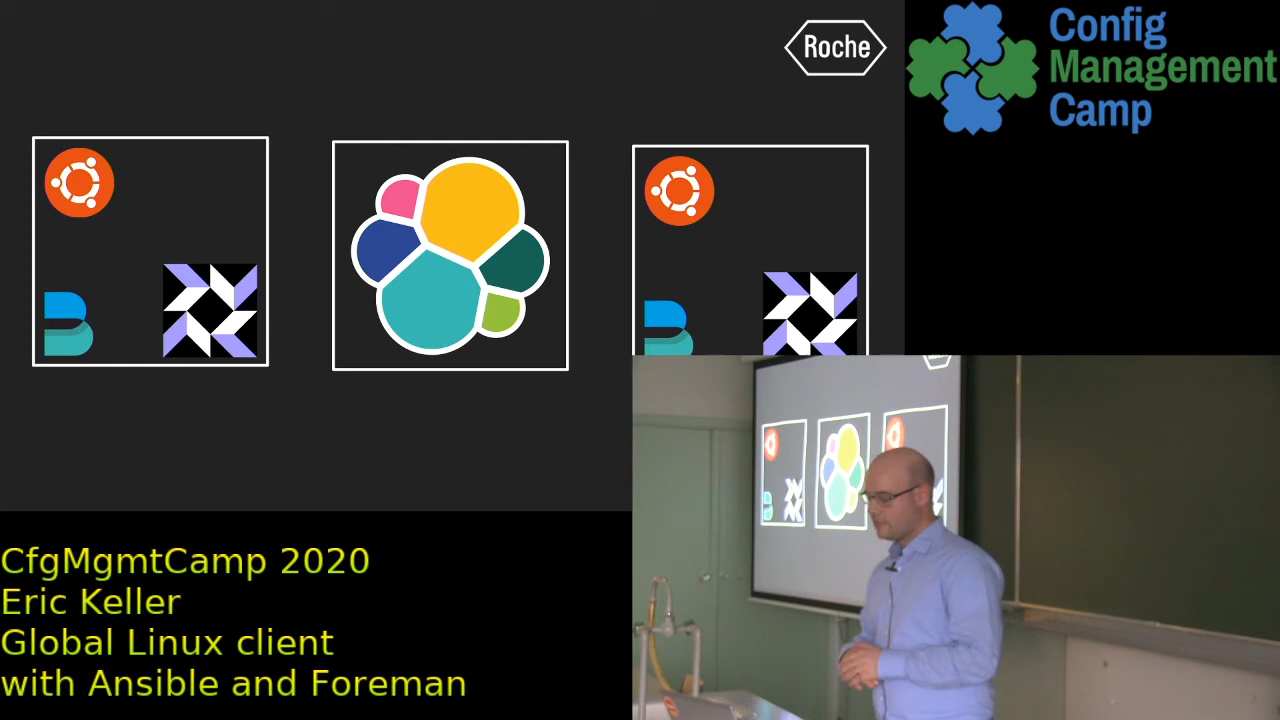 Roche
Config
Management
Camp
CfgMgmtCamp 2020
Eric Keller
Global Linux client
with Ansible and Foreman